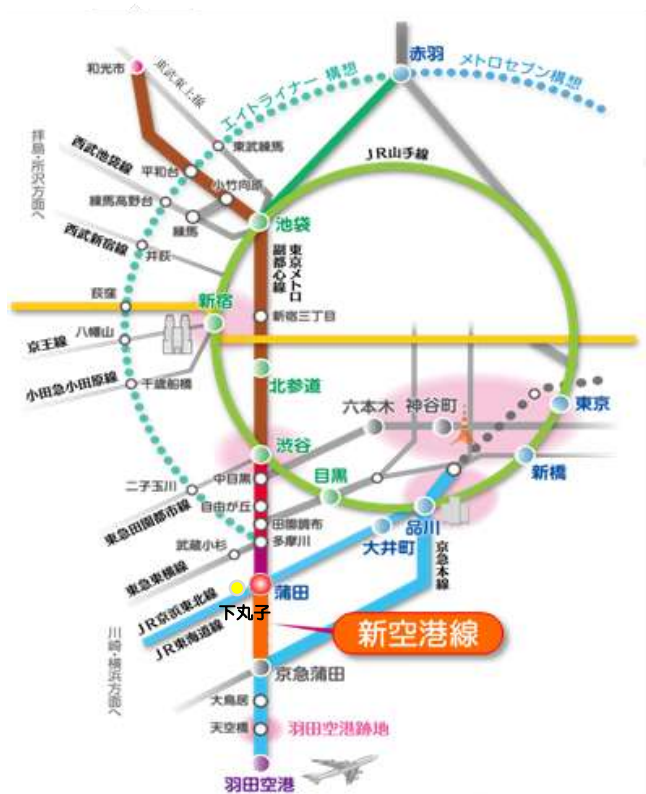 赤羽
エイトライナー 構想
メトロセブン構想
和光市
東武東上線
東武練馬
JR山手線
西武池袋線
平和台
小竹向原
拝島・所沢方面へ
練馬高野台
練馬
池袋
西武新宿線
井荻
東京メトロ
副都心線
荻窪
新宿
新宿三丁目
八幡山
京王線
小田急小田原線
千歳船橋
北参道
六本木
神谷町
東京
渋谷
新橋
中目黒
目黒
二子玉川
自由が丘
品川
東急田園都市線
田園調布
大井町
武蔵小杉
多摩川
京急本線
東急東横線
蒲田
下丸子
JR京浜東北線
JR東海道線
新空港線
川崎・横浜方面へ
京急蒲田
大鳥居
天空橋
羽田空港跡地
羽田空港